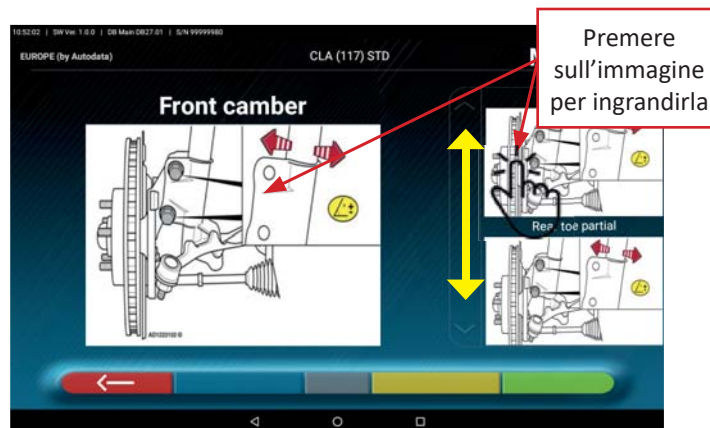 10:52:02 | SW Ver. 1.0.0 | DB Main DB27.01 | S/N 99999980
EUROPE (by Autodata)
CLA (117) STD
Premere
sull’immagine
per ingrandirla
Front camber
Rear toe partial
AD1223102 ©